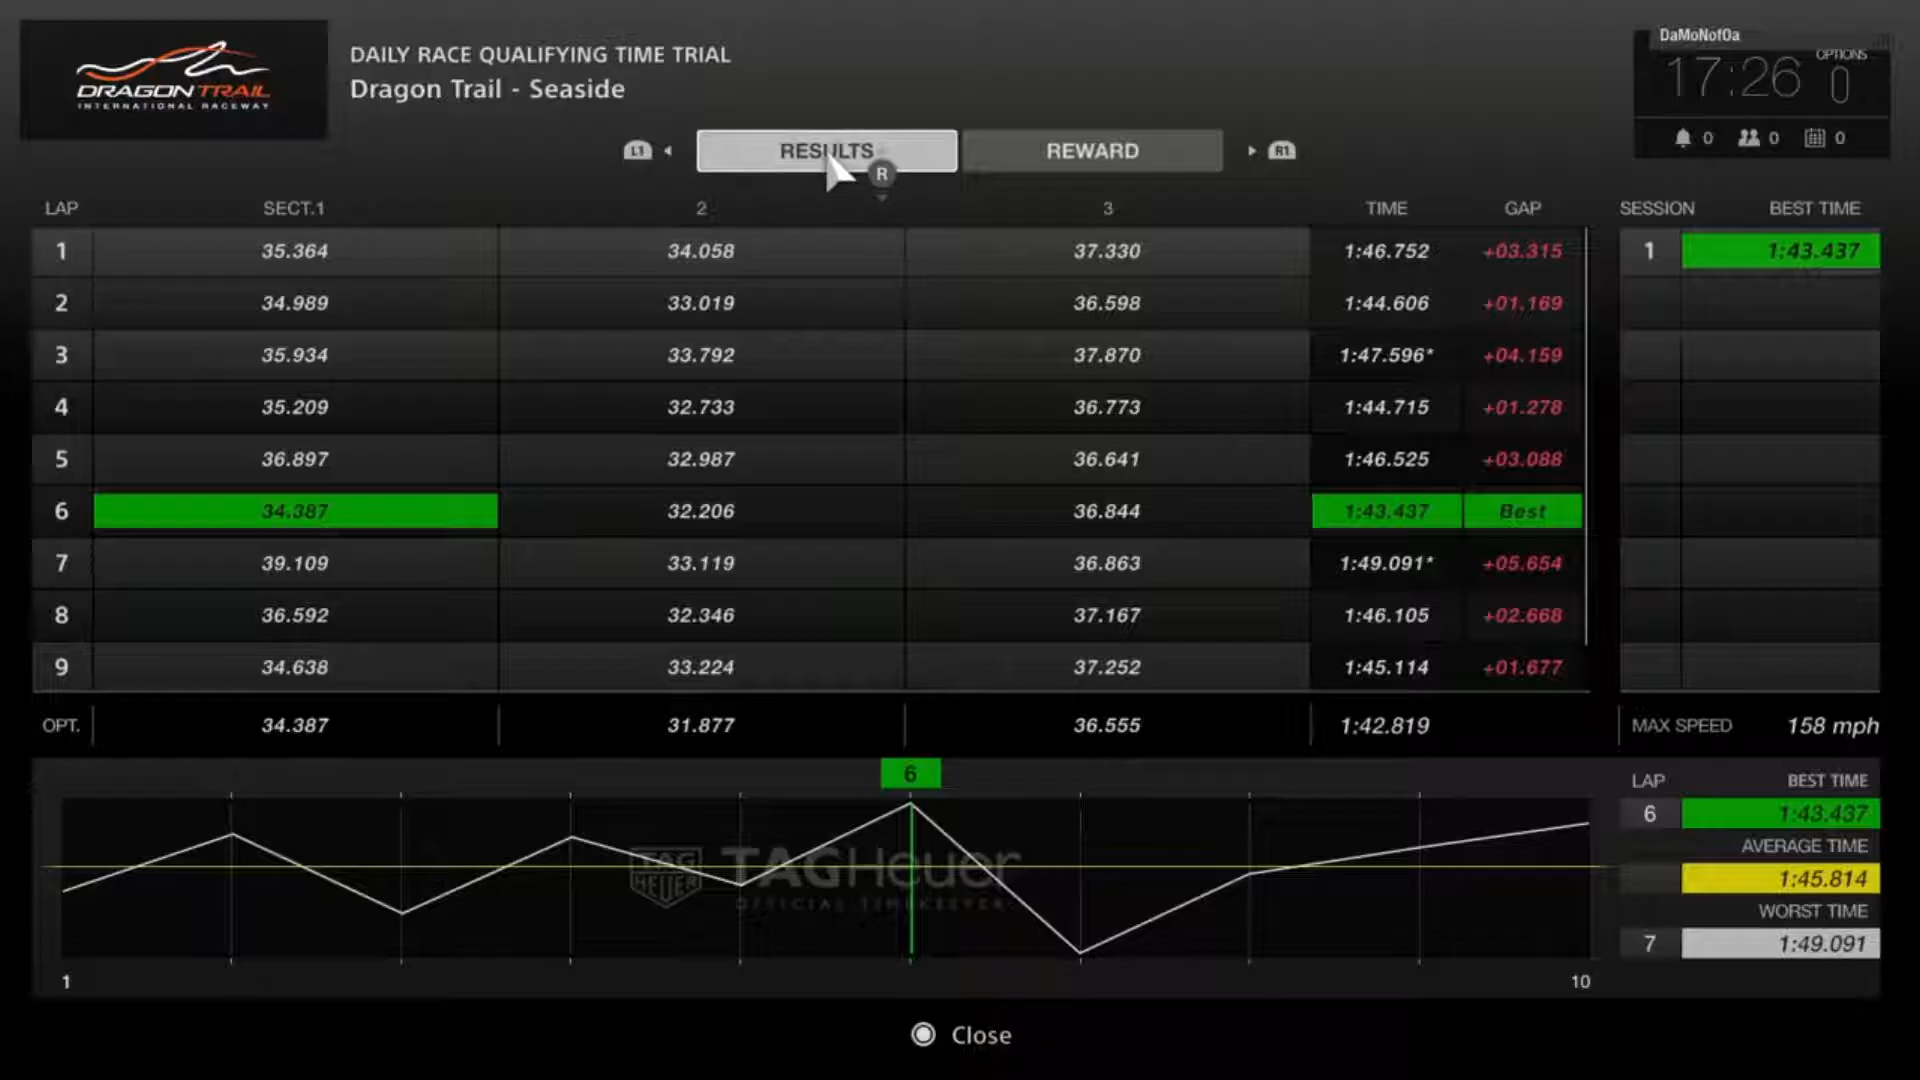 DRAGON TRAIL
INTERNATIONAL RACEWAY
DAILY RACE QUALIFYING TIME TRIAL
Dragon Trail - Seaside
DaMoNofOa
17:26 OPTIONS 0
0 0 0
L1 RESULTS REWARD R1
R
LAP SECT.1 2 3 TIME GAP SESSION BEST TIME
1 35.364 34.058 37.330 1:46.752 +03.315 1 1:43.437
2 34.989 33.019 36.598 1:44.606 +01.169
3 35.934 33.792 37.870 1:47.596* +04.159
4 35.209 32.733 36.773 1:44.715 +01.278
5 36.897 32.987 36.641 1:46.525 +03.088
6 34.387 32.206 36.844 1:43.437 Best
7 39.109 33.119 36.863 1:49.091* +05.654
8 36.592 32.346 37.167 1:46.105 +02.668
9 34.638 33.224 37.252 1:45.114 +01.677
OPT. 34.387 31.877 36.555 1:42.819 MAX SPEED 158 mph
6
LAP BEST TIME
6 1:43.437
AVERAGE TIME
1:45.814
WORST TIME
7 1:49.091
TAG HEUER TAGHeuer
OFFICIAL TIMEKEEPER
1 10
Close